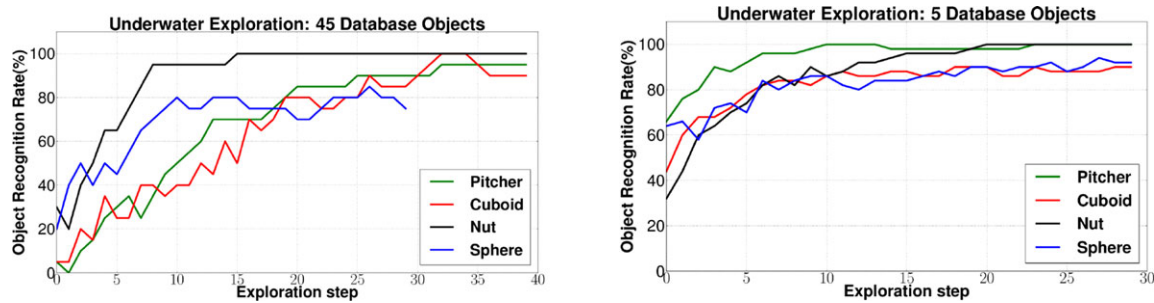 Underwater Exploration: 45 Database Objects
Object Recognition Rate(%)
100
80
60
40
20
0
Pitcher
Cuboid
Nut
Sphere
0 5 10 15 20 25 30 35 40
Exploration step
Underwater Exploration: 5 Database Objects
Object Recognition Rate(%)
100
80
60
40
20
0
Pitcher
Cuboid
Nut
Sphere
0 5 10 15 20 25 30
Exploration step